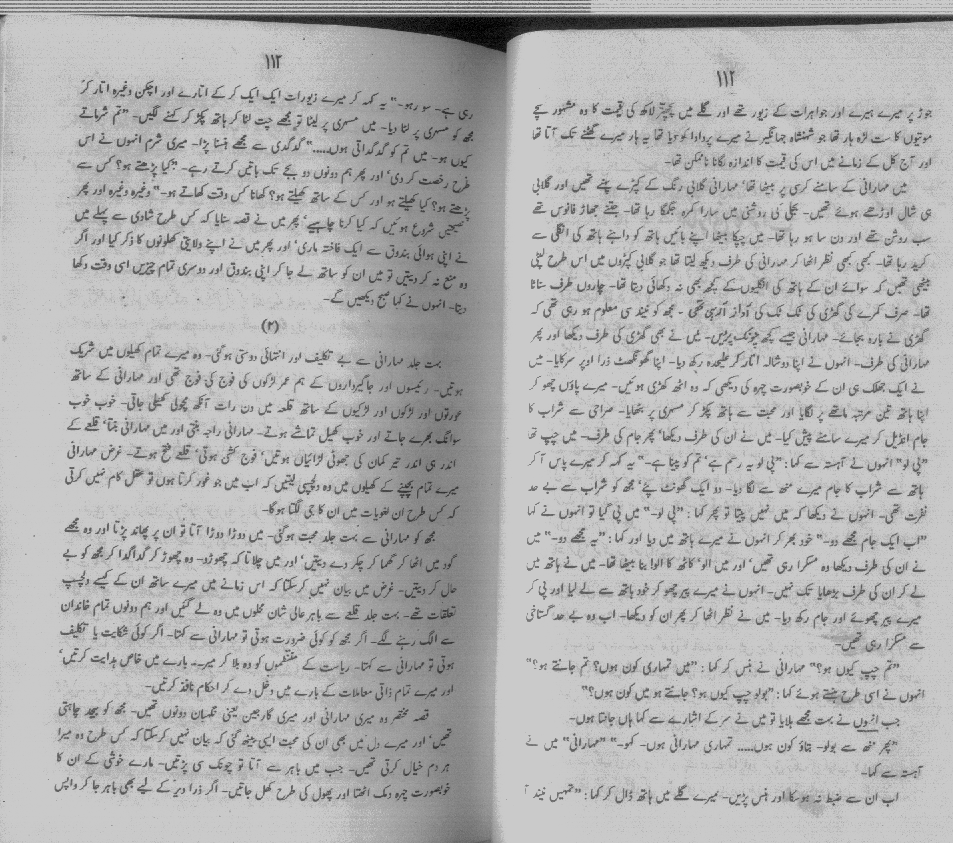 ۱۱۲
جوڑ پر میرے ہیرے اور جواہرات کے زیور تھے اور گلے میں پچھتر لاکھ کی قیمت کا وہ مشہور سچے
موتیوں کا ست لڑہ ہار تھا جو شہنشاہ جہانگیر نے میرے پردادا کو دیا تھا یہ ہار میرے گھٹنے تک آتا تھا
اور آج کل کے زمانے میں اس کی قیمت کا اندازہ لگانا ناممکن تھا۔
میں مہارانی کے سامنے کرسی پر بیٹھا تھا‘ مہارانی گلابی رنگ کے کپڑے پہنے تھیں اور گلابی
ہی شال اوڑھے ہوئے تھیں۔ بجلی کی روشنی میں سارا کمرہ جگمگا رہا تھا۔ جتنے جھاڑ فانوس تھے
سب روشن تھے اور دن سا ہو رہا تھا۔ میں چپکا بیٹھا اپنے بائیں ہاتھ کو داہنے ہاتھ کی انگلی سے
کرید رہا تھا۔ کبھی کبھی نظر اٹھا کر مہارانی کی طرف دیکھ لیتا تھا جو گلابی کپڑوں میں اس طرح لپٹی
بیٹھی تھیں کہ سوائے ان کے ہاتھ کی انگلیوں کے کچھ بھی نہ دکھائی دیتا تھا۔ چاروں طرف سناٹا
تھا۔ صرف کمرے کی گھڑی کی ٹک ٹک کی آواز آرہی تھی ۔ مجھ کو نیند سی معلوم ہو رہی تھی کہ
گھڑی نے بارہ بجائے۔ مہارانی جیسے کچھ چونک پڑیں۔ لیں نے بھی گھڑی کی طرف دیکھا اور پھر
مہارانی کی طرف۔ انہوں نے اپنا دوشالہ اتار کر علیحدہ رکھ دیا۔ اپنا گھونگھٹ ذرا اوپر سرکایا۔ میں
نے ایک جھلک ہی ان کے خوبصورت چہرہ کی دیکھی کہ وہ اٹھ کھڑی ہوئیں۔ میرے پاؤں چھو کر
اپنا ہاتھ تین مرتبہ ماتھے پر لگایا اور محبت سے ہاتھ پکڑ کر مسہری پر بٹھایا۔ صراحی سے شراب کا
جام انڈیل کر میرے سامنے پیش کیا۔ میں نے ان کی طرف دیکھا‘ پھر جام کی طرف۔ میں چپ تھا
”پی لو“ انہوں نے آہستہ سے کہا : ”پی لو یہ رسم ہے‘ تم کو پینا ہے۔“ یہ کہہ کر میرے پاس آ کر
ہاتھ سے شراب کا جام میرے منھ سے لگا دیا۔ دو ایک گھونٹ پئے‘ مجھ کو شراب سے بے حد
نفرت تھی۔ انہوں نے دیکھا کہ میں نہیں پیتا تو پھر کہا : ”پی لو۔“ میں پی گیا تو انہوں نے کہا
”اب ایک جام مجھے دو۔“ خود بھر کر انہوں نے میرے ہاتھ میں دیا اور کہا : ”یہ مجھے دو۔“ میں
نے ان کی طرف دیکھا وہ مسکرا رہی تھیں‘ اور میں الو‘ کاٹھ کا الو بنا بیٹھا تھا۔ میں نے ہاتھ میں
لے کر ان کی طرف بڑھایا تک نہیں۔ انہوں نے میرے پیر چھو کر خود ہاتھ سے لے لیا اور پی کر
میرے پیر چھوئے اور جام رکھ دیا۔ میں نے نظر اٹھا کر پھر ان کو دیکھا۔ اب وہ بے حد گستاخی
سے مسکرا رہی تھیں۔
”تم چپ کیوں ہو؟“ مہارانی نے ہنس کر کہا : ”میں تمہاری کون ہوں؟ تم جانتے ہو؟“
انہوں نے اسی طرح ہنستے ہوئے کہا : ”بولو چپ کیوں ہو؟ جانتے ہو میں کون ہوں؟“
جب انہوں نے بہت مجھے بلایا تو میں نے سر کے اشارے سے کہا ہاں جانتا ہوں۔
”پھر منھ سے بولو۔ بتاؤ کون ہوں..... تمہاری مہارانی ہوں۔ کہو۔“ ”مہارانی“ میں نے
آہستہ سے کہا۔
اب ان سے ضبط نہ ہوسکا اور ہنس پڑیں۔ میرے گلے میں ہاتھ ڈال کر کہا : ”تمہیں نیند آ
۱۱۳
رہی ہے۔ سو رہو۔“ یہ کہہ کر میرے زیورات ایک ایک کر کے اتارے اور اچکن وغیرہ اتار کر
مجھ کو مسہری پر لٹا دیا۔ میں مسہری پر لیٹا تو مجھے چت لٹا کر ہاتھ پکڑ کر کہنے لگیں۔ ”تم شرماتے
کیوں ہو۔ میں تم کو گدگداتی ہوں.....“ گدگدی سے مجھے ہنسنا پڑا۔ میری شرم انہوں نے اس
طرح رخصت کر دی‘ اور پھر ہم دونوں دو بجے تک باتیں کرتے رہے۔ ”کیا پڑھتے ہو؟ کس سے
پڑھتے ہو؟ کیا کھیلتے ہو اور کس کے ساتھ کھیلتے ہو؟ کھانا کس وقت کھاتے ہو۔“ وغیرہ وغیرہ اور پھر
نصیحتیں شروع ہوئیں کہ کیا کرنا چاہیے‘ پھر میں نے قصہ سنایا کہ کس طرح شادی سے پہلے میں
نے اپنی ہوائی بندوق سے ایک فاختہ ماری‘ اور پھر میں نے اپنے ولایتی کھلونوں کا ذکر کیا اور اگر
وہ منع نہ کر دیتیں تو میں ان کو ساتھ لے جا کر اپنی بندوق اور دوسری تمام چیزیں اسی وقت دکھا
دیتا۔ انہوں نے کہا صبح دیکھیں گے۔
(۲)
بہت جلد مہارانی سے بے تکلیف اور انتہائی دوستی ہوگئی۔ وہ میرے تمام کھیلوں میں شریک
ہوتیں۔ رئیسوں اور جاگیرداروں کے ہم عمر لڑکوں کی فوج کی فوج تھی اور مہارانی کے ساتھ
عورتوں اور لڑکوں اور لڑکیوں کے ساتھ قلعہ میں دن رات آنکھ مچولی کھیلی جاتی۔ خوب خوب
سوانگ بھرے جاتے اور خوب کھیل تماشے ہوتے۔ مہارانی راجہ بنتی اور میں مہارانی بنتا‘ قلعے کے
اندر ہی اندر تیر کمان کی جھوٹی لڑائیاں ہوتیں‘ فوج کشی ہوتی‘ قلعے فتح ہوتے۔ غرض مہارانی
میرے تمام بچپنے کے کھیلوں میں وہ دلچسپی لیتیں کہ اب میں جو غور کرتا ہوں تو عقل کام نہیں کرتی
کہ کس طرح ان لغویات میں ان کا جی لگتا ہوگا۔
مجھ کو مہارانی سے بہت جلد محبت ہوگئی۔ میں دوڑا دوڑا آتا تو ان پر پھاند پڑتا اور وہ مجھے
گود میں اٹھا کر گھما کر چکر دے دیتیں‘ اور میں چلاتا کہ چھوڑو۔ وہ چھوڑ کر گداگدا کر مجھ کو بے
حال کر دیتیں۔ غرض میں بیان نہیں کرسکتا کہ اس زمانے میں میرے ساتھ ان کے کیسے دلچسپ
تعلقات تھے۔ بہت جلد قلعے سے باہر عالی شان محلوں میں وہ لے گئیں اور ہم دونوں تمام خاندان
سے الگ رہنے لگے۔ اگر مجھ کو کوئی ضرورت ہوتی تو مہارانی سے کہتا۔ اگر کوئی شکایت یا تکلیف
ہوتی تو مہارانی سے کہتا۔ ریاست کے منتظموں کو وہ بلا کر میرے بارے میں خاص ہدایت کرتیں‘
اور میرے تمام ذاتی معاملات کے بارے میں دخل دے کر احکام نافذ کرتیں۔
قصہ مختصر وہ میری مہارانی اور میری گارجین یعنی نگہبان دونوں تھیں۔ مجھ کو بیحد چاہتی
تھیں‘ اور میرے دل میں بھی ان کی محبت ایسی بیٹھ گئی کہ بیان نہیں کرسکتا کہ کس طرح وہ میرا
ہر دم خیال کرتی تھیں۔ جب میں باہر سے آتا تو چونک سی پڑتیں۔ مارے خوشی کے ان کا
خوبصورت چہرہ دمک اٹھتا اور پھول کی طرح کھل جاتیں۔ اگر ذرا دیر کے لیے بھی باہر جا کر واپس